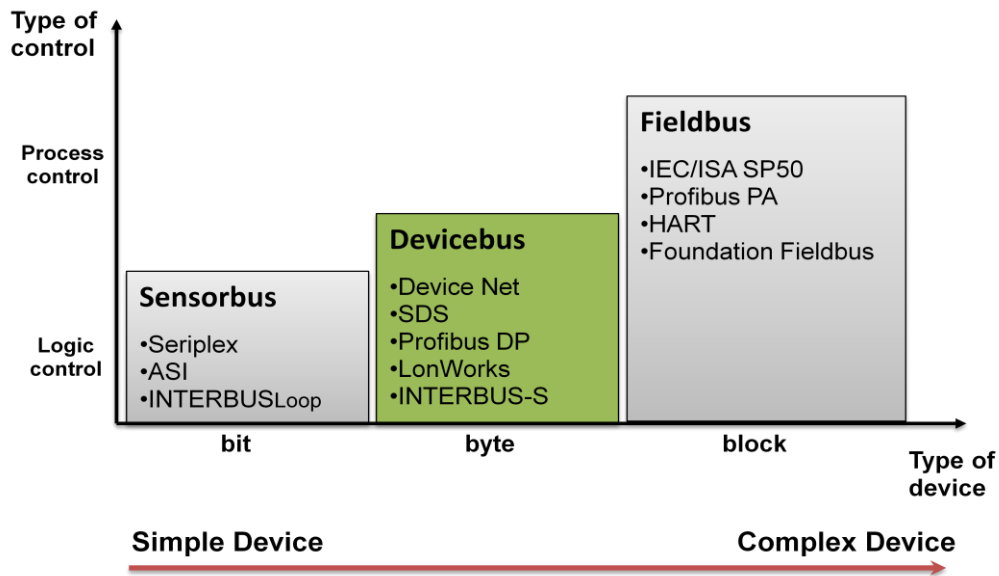 Type of
control
Process
control
Logic
control
Sensorbus
•Seriplex
•ASI
•INTERBUSLoop
Devicebus
•Device Net
•SDS
•Profibus DP
•LonWorks
•INTERBUS-S
Fieldbus
•IEC/ISA SP50
•Profibus PA
•HART
•Foundation Fieldbus
bit
byte
block
Type of
device
Simple Device
Complex Device